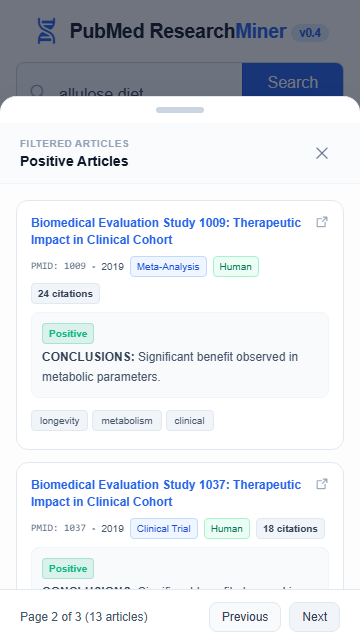 PubMed ResearchMiner v0.4
allulose diet Search
FILTERED ARTICLES
Positive Articles
Biomedical Evaluation Study 1009: Therapeutic
Impact in Clinical Cohort
PMID: 1009 • 2019 Meta-Analysis Human
24 citations
Positive
CONCLUSIONS: Significant benefit observed in
metabolic parameters.
longevity metabolism clinical
Biomedical Evaluation Study 1037: Therapeutic
Impact in Clinical Cohort
PMID: 1037 • 2019 Clinical Trial Human 18 citations
Positive
Page 2 of 3 (13 articles) Previous Next